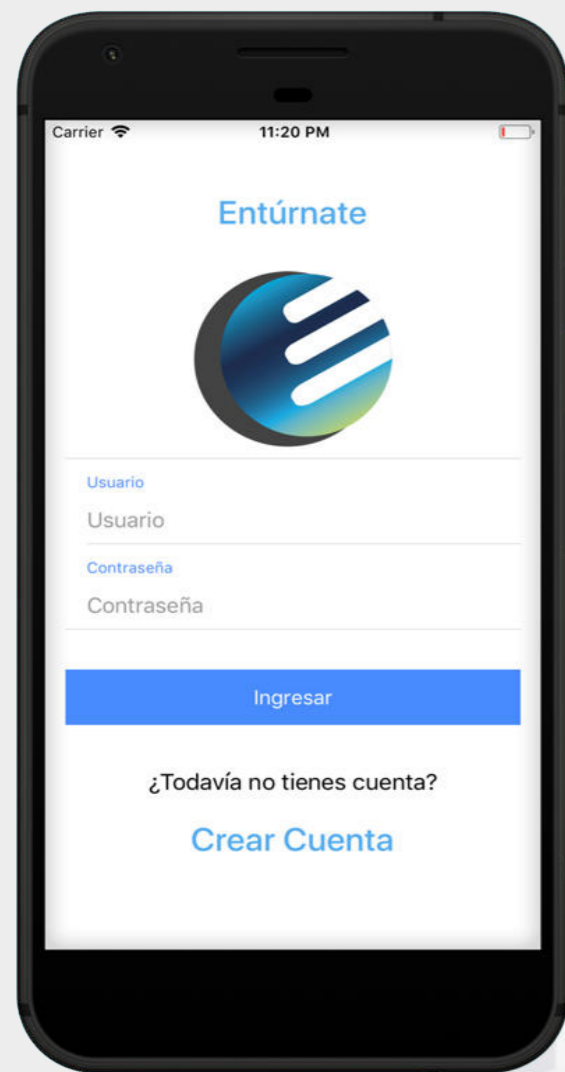 Carrier 11:20 PM
Entúrnate
Usuario
Usuario
Contraseña
Contraseña
Ingresar
¿Todavía no tienes cuenta?
Crear Cuenta